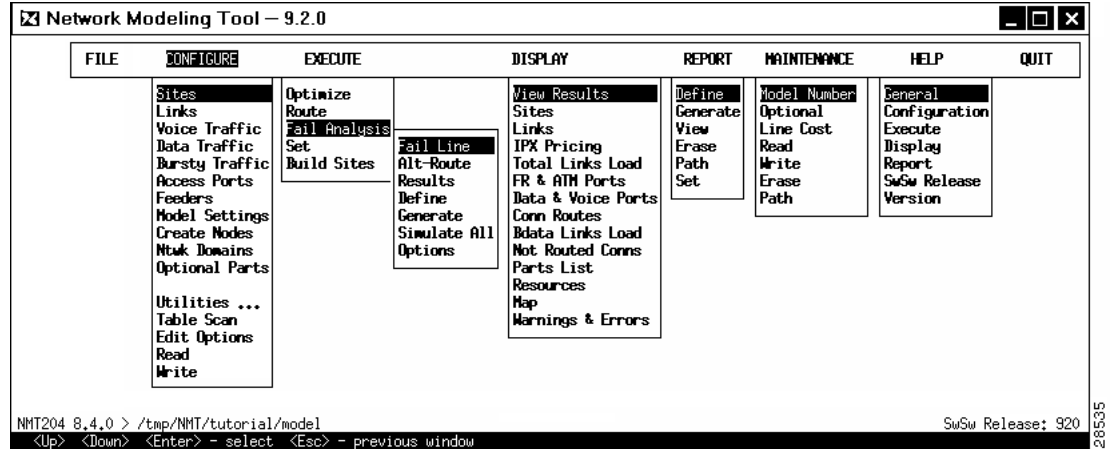 Network Modeling Tool — 9.2.0
FILE CONFIGURE EXECUTE DISPLAY REPORT MAINTENANCE HELP QUIT
Sites
Links
Voice Traffic
Data Traffic
Bursty Traffic
Access Ports
Feeders
Model Settings
Create Nodes
Ntwk Domains
Optional Parts
Utilities ...
Table Scan
Edit Options
Read
Write
Optimize
Route
Fail Analysis
Set
Build Sites
Fail Line
Alt-Route
Results
Define
Generate
Simulate All
Options
View Results
Sites
Links
IPX Pricing
Total Links Load
FR & ATM Ports
Data & Voice Ports
Conn Routes
Bdata Links Load
Not Routed Conns
Parts List
Resources
Map
Warnings & Errors
Define
Generate
View
Erase
Path
Set
Model Number
Optional
Line Cost
Read
Write
Erase
Path
General
Configuration
Execute
Display
Report
SwSw Release
Version
NMT204 8.4.0 > /tmp/NMT/tutorial/model SwSw Release: 920
<Up> <Down> <Enter> - select <Esc> - previous window
28535